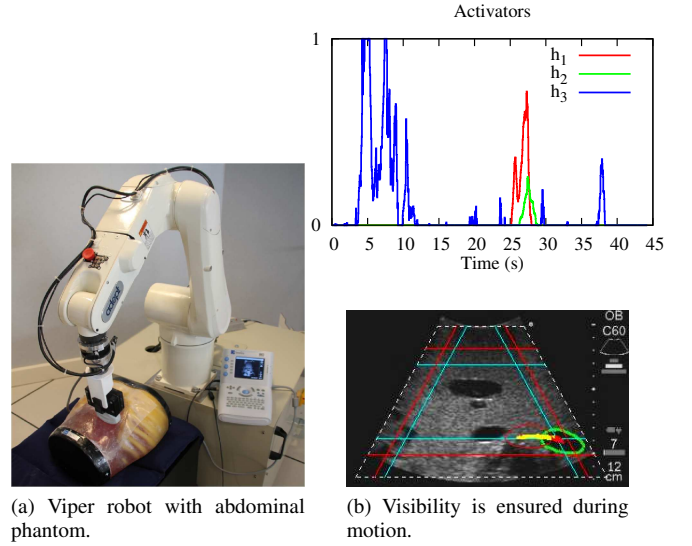 Activators
1
h1
h2
h3
0
0 5 10 15 20 25 30 35 40 45
Time (s)
adept
OB
C60
7
12
cm
(a) Viper robot with abdominal
phantom.
(b) Visibility is ensured during
motion.